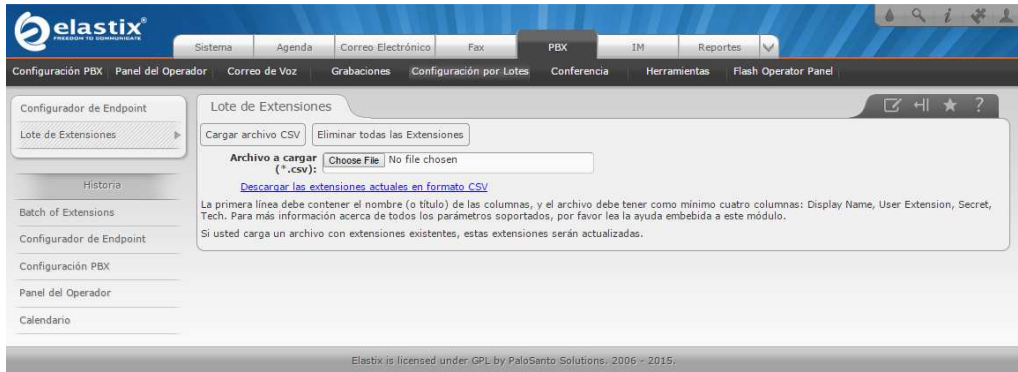 elastix®
FREEDOM TO COMMUNICATE
Sistema Agenda Correo Electrónico Fax PBX IM Reportes
Configuración PBX Panel del Operador Correo de Voz Grabaciones Configuración por Lotes Conferencia Herramientas Flash Operator Panel
Configurador de Endpoint
Lote de Extensiones
Historia
Batch of Extensions
Configurador de Endpoint
Configuración PBX
Panel del Operador
Calendario
Lote de Extensiones
Cargar archivo CSV Eliminar todas las Extensiones
Archivo a cargar Choose File No file chosen
(*.csv):
Descargar las extensiones actuales en formato CSV
La primera línea debe contener el nombre (o título) de las columnas, y el archivo debe tener como mínimo cuatro columnas: Display Name, User Extension, Secret,
Tech. Para más información acerca de todos los parámetros soportados, por favor lea la ayuda embebida a este módulo.
Si usted carga un archivo con extensiones existentes, estas extensiones serán actualizadas.
Elastix is licensed under GPL by PaloSanto Solutions. 2006 - 2015.